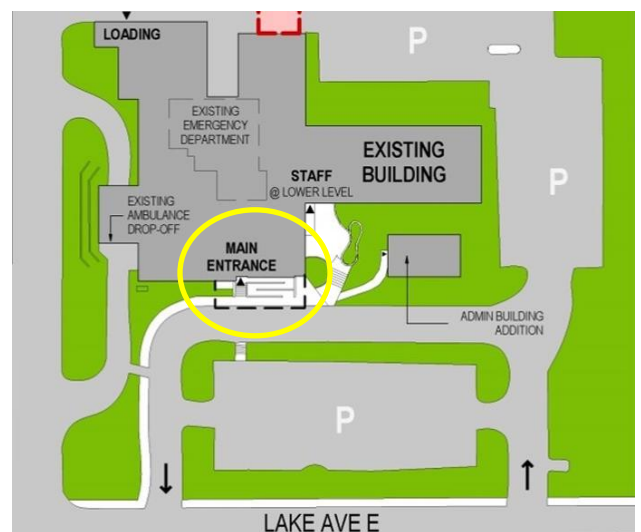 LOADING
P
EXISTING
EMERGENCY
DEPARTMENT
EXISTING
BUILDING
STAFF
@ LOWER LEVEL
P
EXISTING
AMBULANCE
DROP-OFF
MAIN
ENTRANCE
ADMIN BUILDING
ADDITION
P
LAKE AVE E